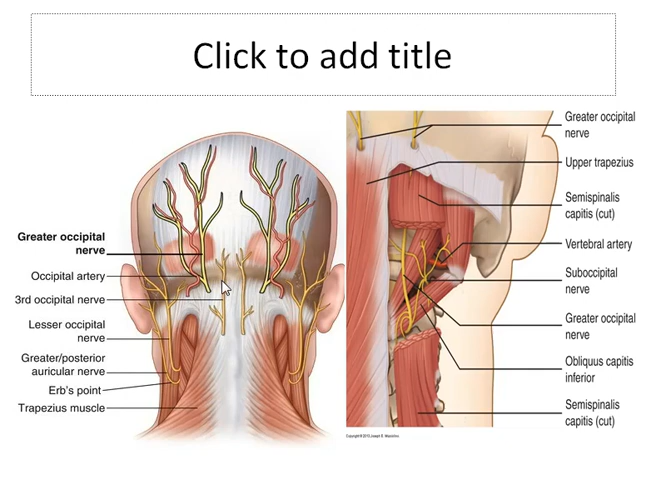 Click to add title
Greater occipital
nerve
Occipital artery
3rd occipital nerve
Lesser occipital
nerve
Greater/posterior
auricular nerve
Erb's point
Trapezius muscle
Greater occipital
nerve
Upper trapezius
Semispinalis
capitis (cut)
Vertebral artery
Suboccipital
nerve
Greater occipital
nerve
Obliquus capitis
inferior
Semispinalis
capitis (cut)